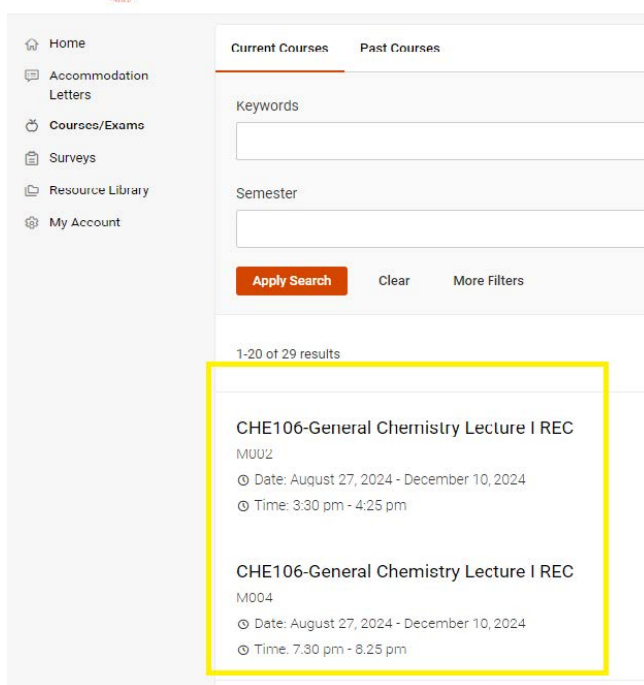 Home
Accommodation
Letters
Courses/Exams
Surveys
Resource Library
My Account
Current Courses Past Courses
Keywords
Semester
Apply Search Clear More Filters
1-20 of 29 results
CHE106-General Chemistry Lecture I REC
M002
Date: August 27, 2024 - December 10, 2024
Time: 3:30 pm - 4:25 pm
CHE106-General Chemistry Lecture I REC
M004
Date: August 27, 2024 - December 10, 2024
Time: 7:30 pm - 8:25 pm